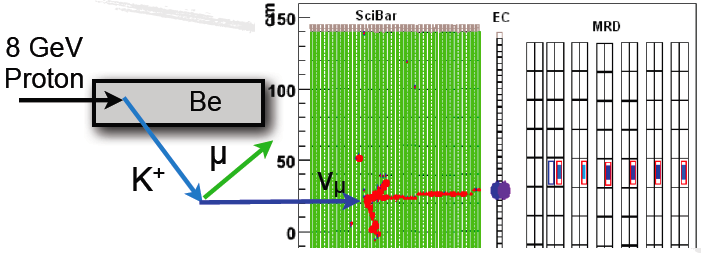 8 GeV
Proton
Be
K+
μ
Vμ
cm
150
100
50
0
SciBar
EC
MRD